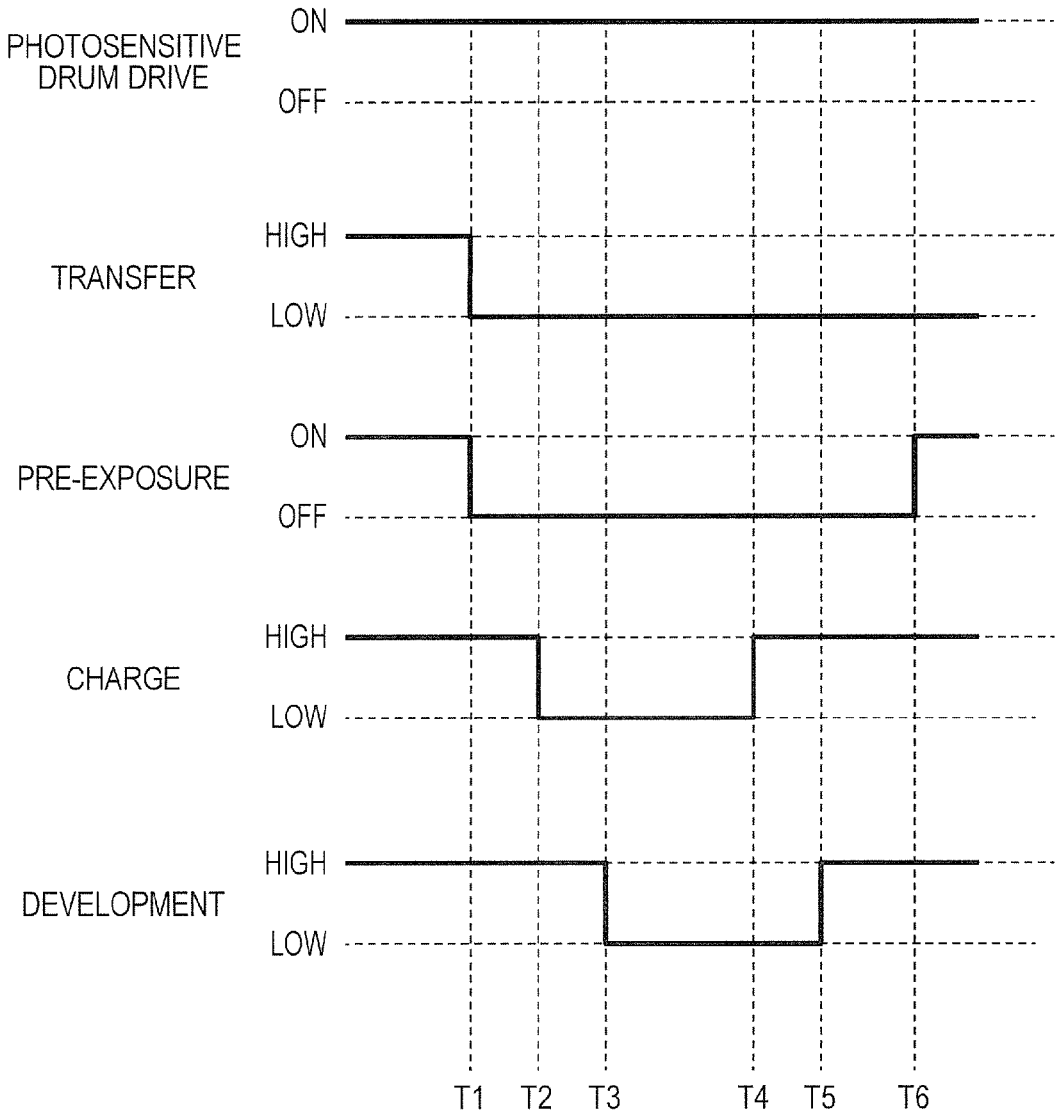 ON
PHOTOSENSITIVE
DRUM DRIVE
OFF
HIGH
TRANSFER
LOW
ON
PRE-EXPOSURE
OFF
HIGH
CHARGE
LOW
HIGH
DEVELOPMENT
LOW
T1 T2 T3 T4 T5 T6